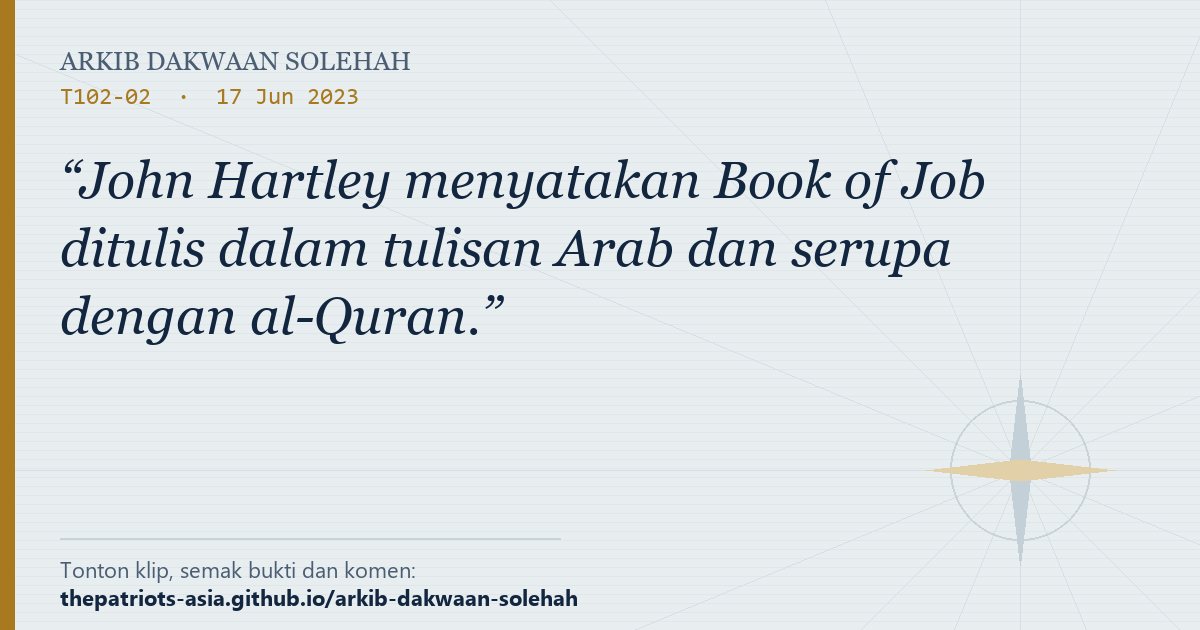 ARKIB DAKWAAN SOLEHAH
T102-02 · 17 Jun 2023
“John Hartley menyatakan Book of Job
ditulis dalam tulisan Arab dan serupa
dengan al-Quran.”
Tonton klip, semak bukti dan komen:
thepatriots-asia.github.io/arkib-dakwaan-solehah